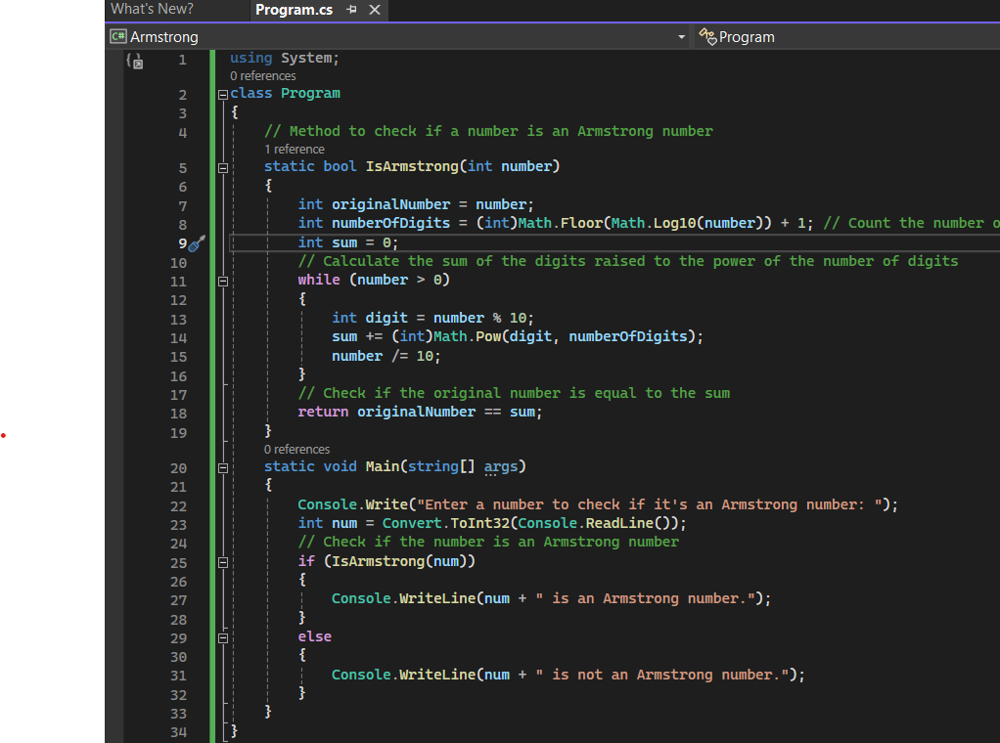 What's New?
Program.cs
C# Armstrong
Program
1 using System;
0 references
2 class Program
3 {
4 // Method to check if a number is an Armstrong number
1 reference
5 static bool IsArmstrong(int number)
6 {
7 int originalNumber = number;
8 int numberOfDigits = (int)Math.Floor(Math.Log10(number)) + 1; // Count the number o
9 int sum = 0;
10 // Calculate the sum of the digits raised to the power of the number of digits
11 while (number > 0)
12 {
13 int digit = number % 10;
14 sum += (int)Math.Pow(digit, numberOfDigits);
15 number /= 10;
16 }
17 // Check if the original number is equal to the sum
18 return originalNumber == sum;
19 }
0 references
20 static void Main(string[] args)
21 {
22 Console.Write("Enter a number to check if it's an Armstrong number: ");
23 int num = Convert.ToInt32(Console.ReadLine());
24 // Check if the number is an Armstrong number
25 if (IsArmstrong(num))
26 {
27 Console.WriteLine(num + " is an Armstrong number.");
28 }
29 else
30 {
31 Console.WriteLine(num + " is not an Armstrong number.");
32 }
33 }
34 }